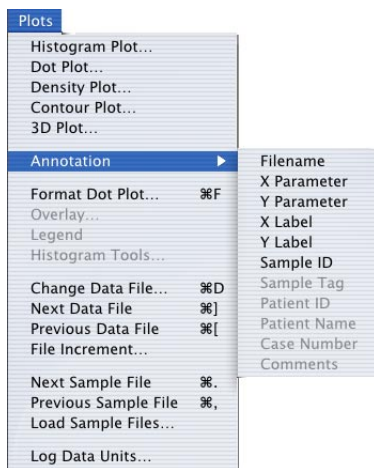 Plots
Histogram Plot...
Dot Plot...
Density Plot...
Contour Plot...
3D Plot...
Annotation ▶
Format Dot Plot... ⌘F
Overlay...
Legend
Histogram Tools...
Change Data File... ⌘D
Next Data File ⌘]
Previous Data File ⌘[
File Increment...
Next Sample File ⌘.
Previous Sample File ⌘,
Load Sample Files...
Log Data Units...
Filename
X Parameter
Y Parameter
X Label
Y Label
Sample ID
Sample Tag
Patient ID
Patient Name
Case Number
Comments